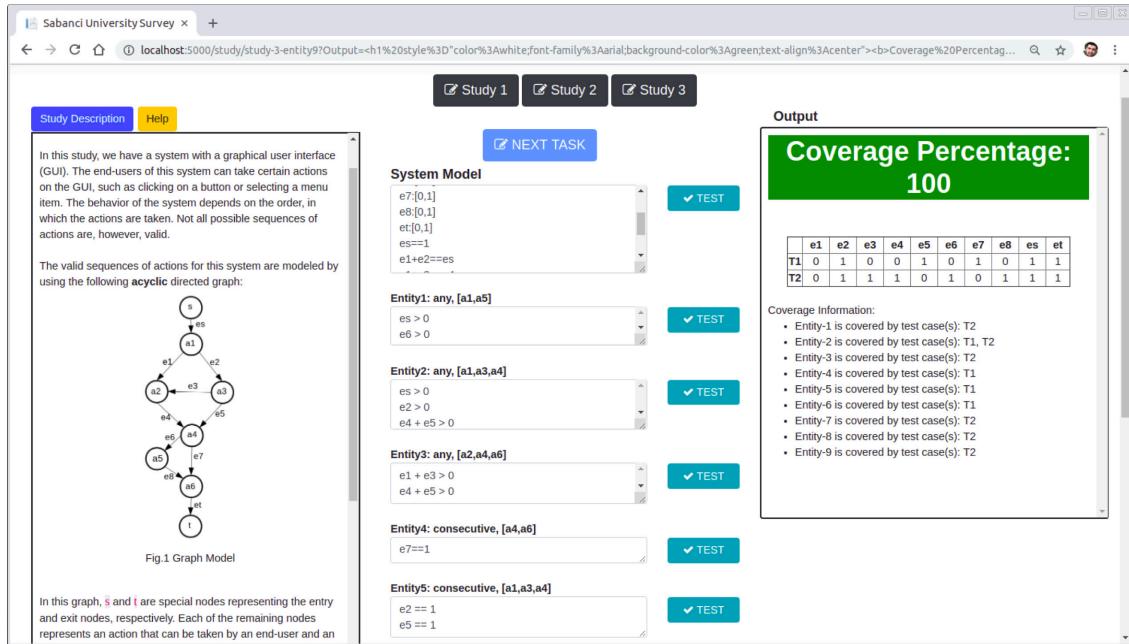 Sabanci University Survey ×
+
localhost:5000/study/study-3-entity9?Output=<h1%20style%3D"color%3Awhite;font-family%3Aarial;background-color%3Agreen;text-align%3Acenter"><b>Coverage%20Percentag...
Study 1
Study 2
Study 3
Study Description
Help
In this study, we have a system with a graphical user interface
(GUI). The end-users of this system can take certain actions
on the GUI, such as clicking on a button or selecting a menu
item. The behavior of the system depends on the order, in
which the actions are taken. Not all possible sequences of
actions are, however, valid.
The valid sequences of actions for this system are modeled by
using the following acyclic directed graph:
s
es
a1
e1
e2
a2
e3
a3
e4
e5
a4
e6
e7
a5
e8
a6
et
t
Fig.1 Graph Model
In this graph, s and t are special nodes representing the entry
and exit nodes, respectively. Each of the remaining nodes
represents an action that can be taken by an end-user and an
NEXT TASK
System Model
e7:[0,1]
e8:[0,1]
et:[0,1]
es==1
e1+e2==es
TEST
Entity1: any, [a1,a5]
es > 0
e6 > 0
TEST
Entity2: any, [a1,a3,a4]
es > 0
e2 > 0
e4 + e5 > 0
TEST
Entity3: any, [a2,a4,a6]
e1 + e3 > 0
e4 + e5 > 0
TEST
Entity4: consecutive, [a4,a6]
e7==1
TEST
Entity5: consecutive, [a1,a3,a4]
e2 == 1
e5 == 1
TEST
Output
Coverage Percentage:
100
e1 e2 e3 e4 e5 e6 e7 e8 es et
T1 0 1 0 0 1 0 1 0 1 1
T2 0 1 1 1 0 1 0 1 1 1
Coverage Information:
• Entity-1 is covered by test case(s): T2
• Entity-2 is covered by test case(s): T1, T2
• Entity-3 is covered by test case(s): T2
• Entity-4 is covered by test case(s): T1
• Entity-5 is covered by test case(s): T1
• Entity-6 is covered by test case(s): T1
• Entity-7 is covered by test case(s): T2
• Entity-8 is covered by test case(s): T2
• Entity-9 is covered by test case(s): T2